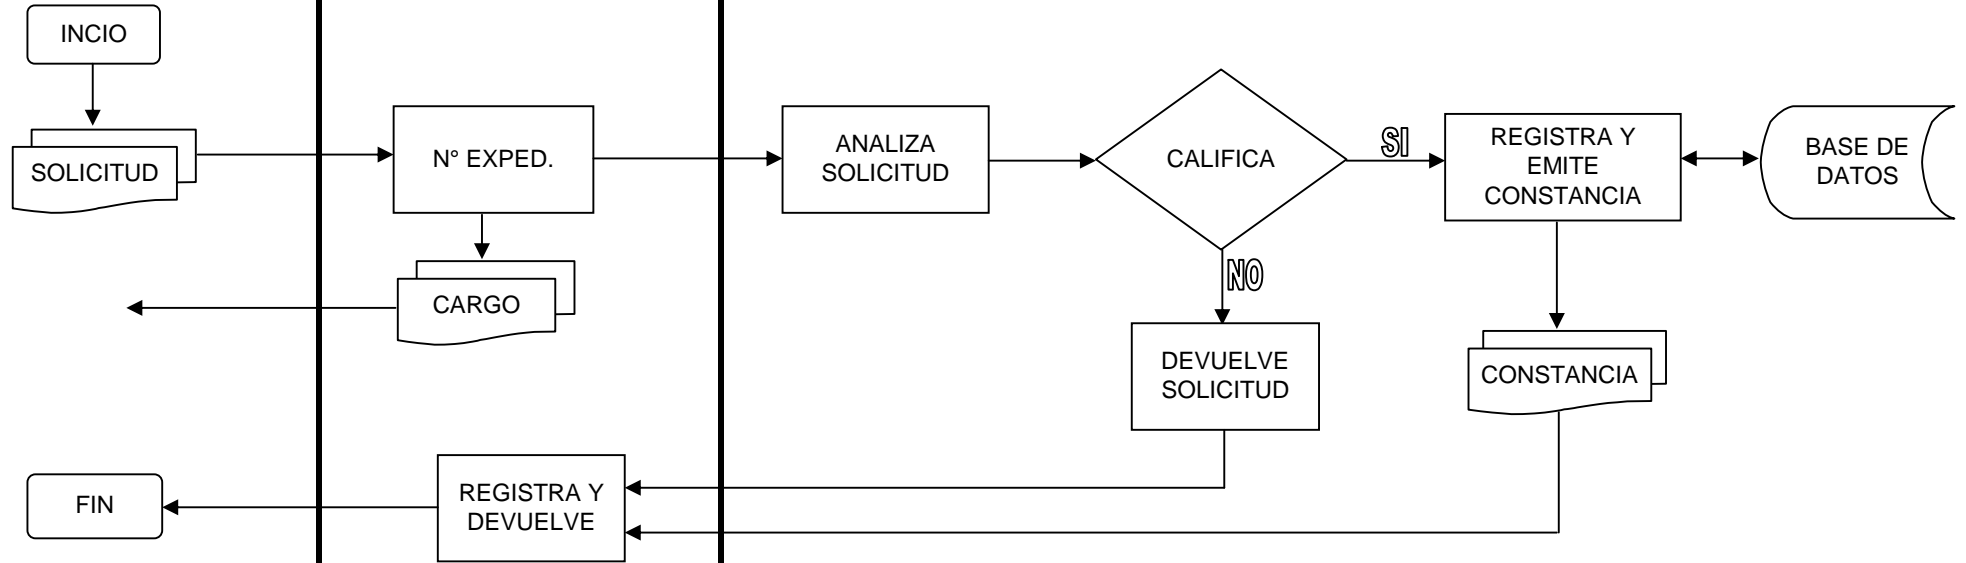 INCIO
SOLICITUD
N° EXPED.
CARGO
ANALIZA
SOLICITUD
CALIFICA
SI
NO
REGISTRA Y
EMITE
CONSTANCIA
BASE DE
DATOS
DEVUELVE
SOLICITUD
CONSTANCIA
REGISTRA Y
DEVUELVE
FIN